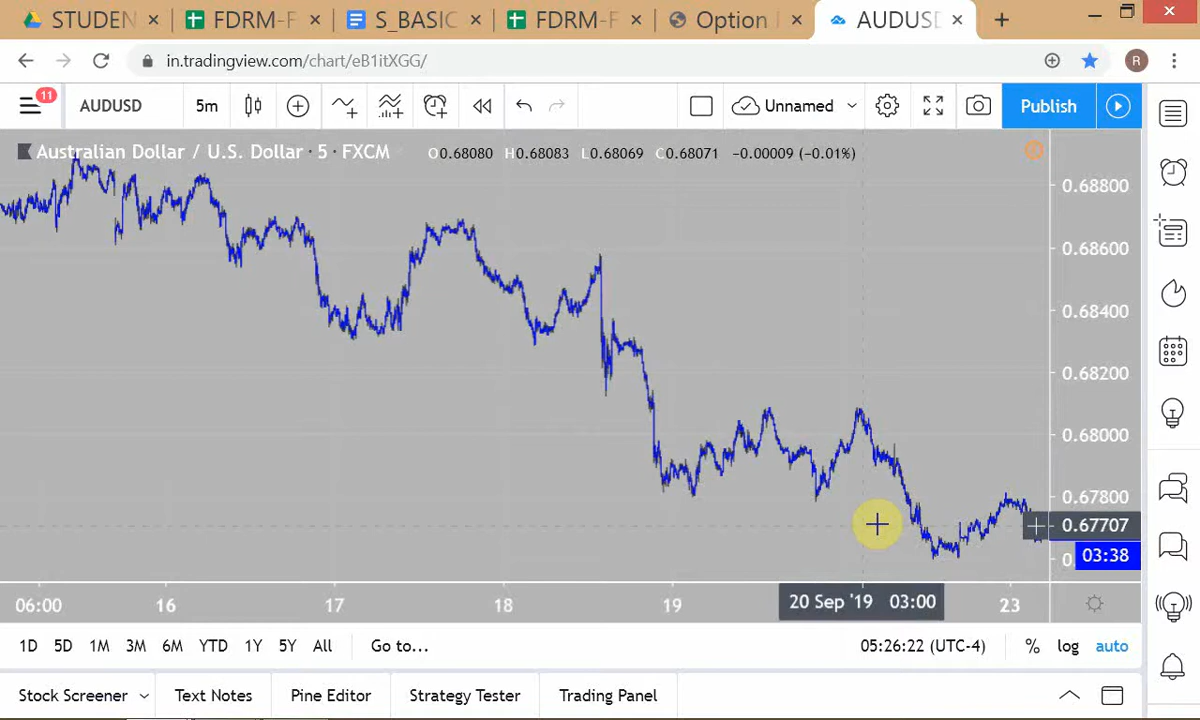 STUDEN FDRM-F S_BASIC FDRM-F Option AUDUSD
in.tradingview.com/chart/eB1itXGG/ R
11 AUDUSD 5m Unnamed Publish
Australian Dollar / U.S. Dollar · 5 · FXCM O0.68080 H0.68083 L0.68069 C0.68071 −0.00009 (−0.01%)
0.68800
0.68600
0.68400
0.68200
0.68000
0.67800
0.67707
0. 03:38
06:00 16 17 18 19 20 Sep '19 03:00 23
1D 5D 1M 3M 6M YTD 1Y 5Y All Go to... 05:26:22 (UTC-4) % log auto
Stock Screener Text Notes Pine Editor Strategy Tester Trading Panel